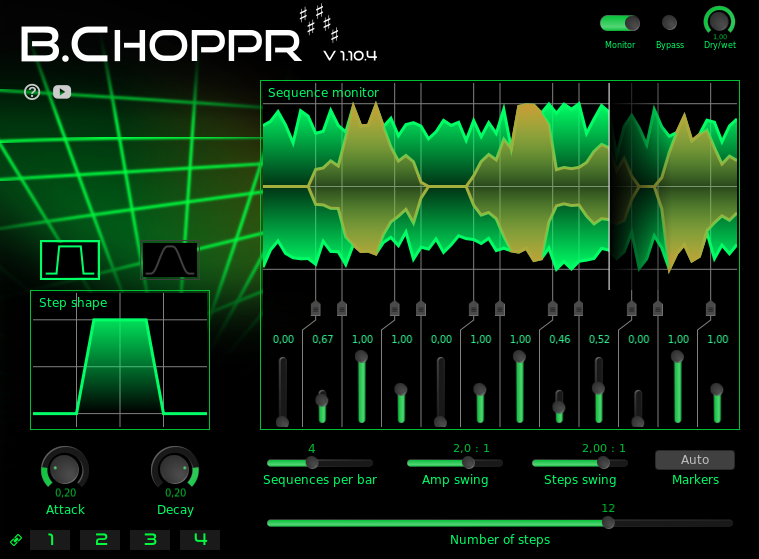 B.Choppr
V 1.10.4
Monitor
Bypass
1,00
Dry/wet
Sequence monitor
Step shape
0,00 0,67 1,00 1,00 0,00 1,00 1,00 0,46 0,52 0,00 1,00 1,00
4
2,0 : 1
2,00 : 1
Auto
Sequences per bar
Amp swing
Steps swing
Markers
0,20
0,20
Attack
Decay
12
Number of steps
1 2 3 4